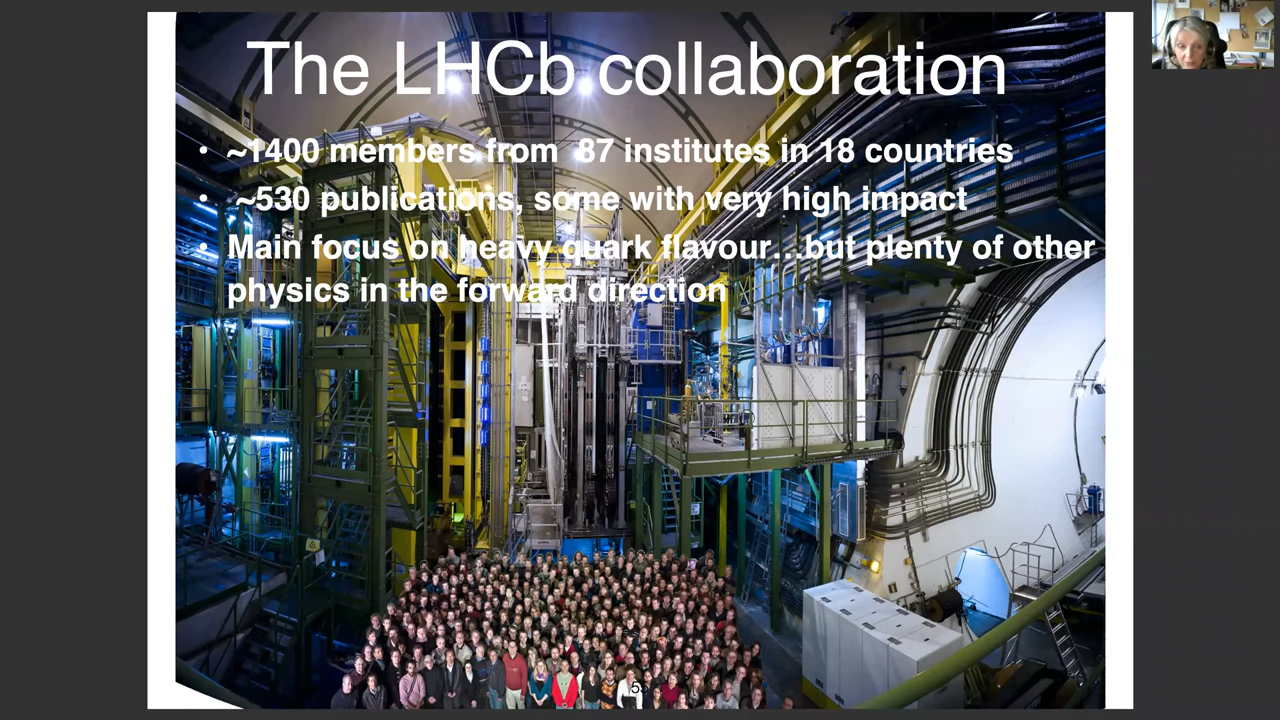 The LHCb collaboration
• ~1400 members from 87 institutes in 18 countries
• ~530 publications, some with very high impact
• Main focus on heavy quark flavour...but plenty of other
physics in the forward direction